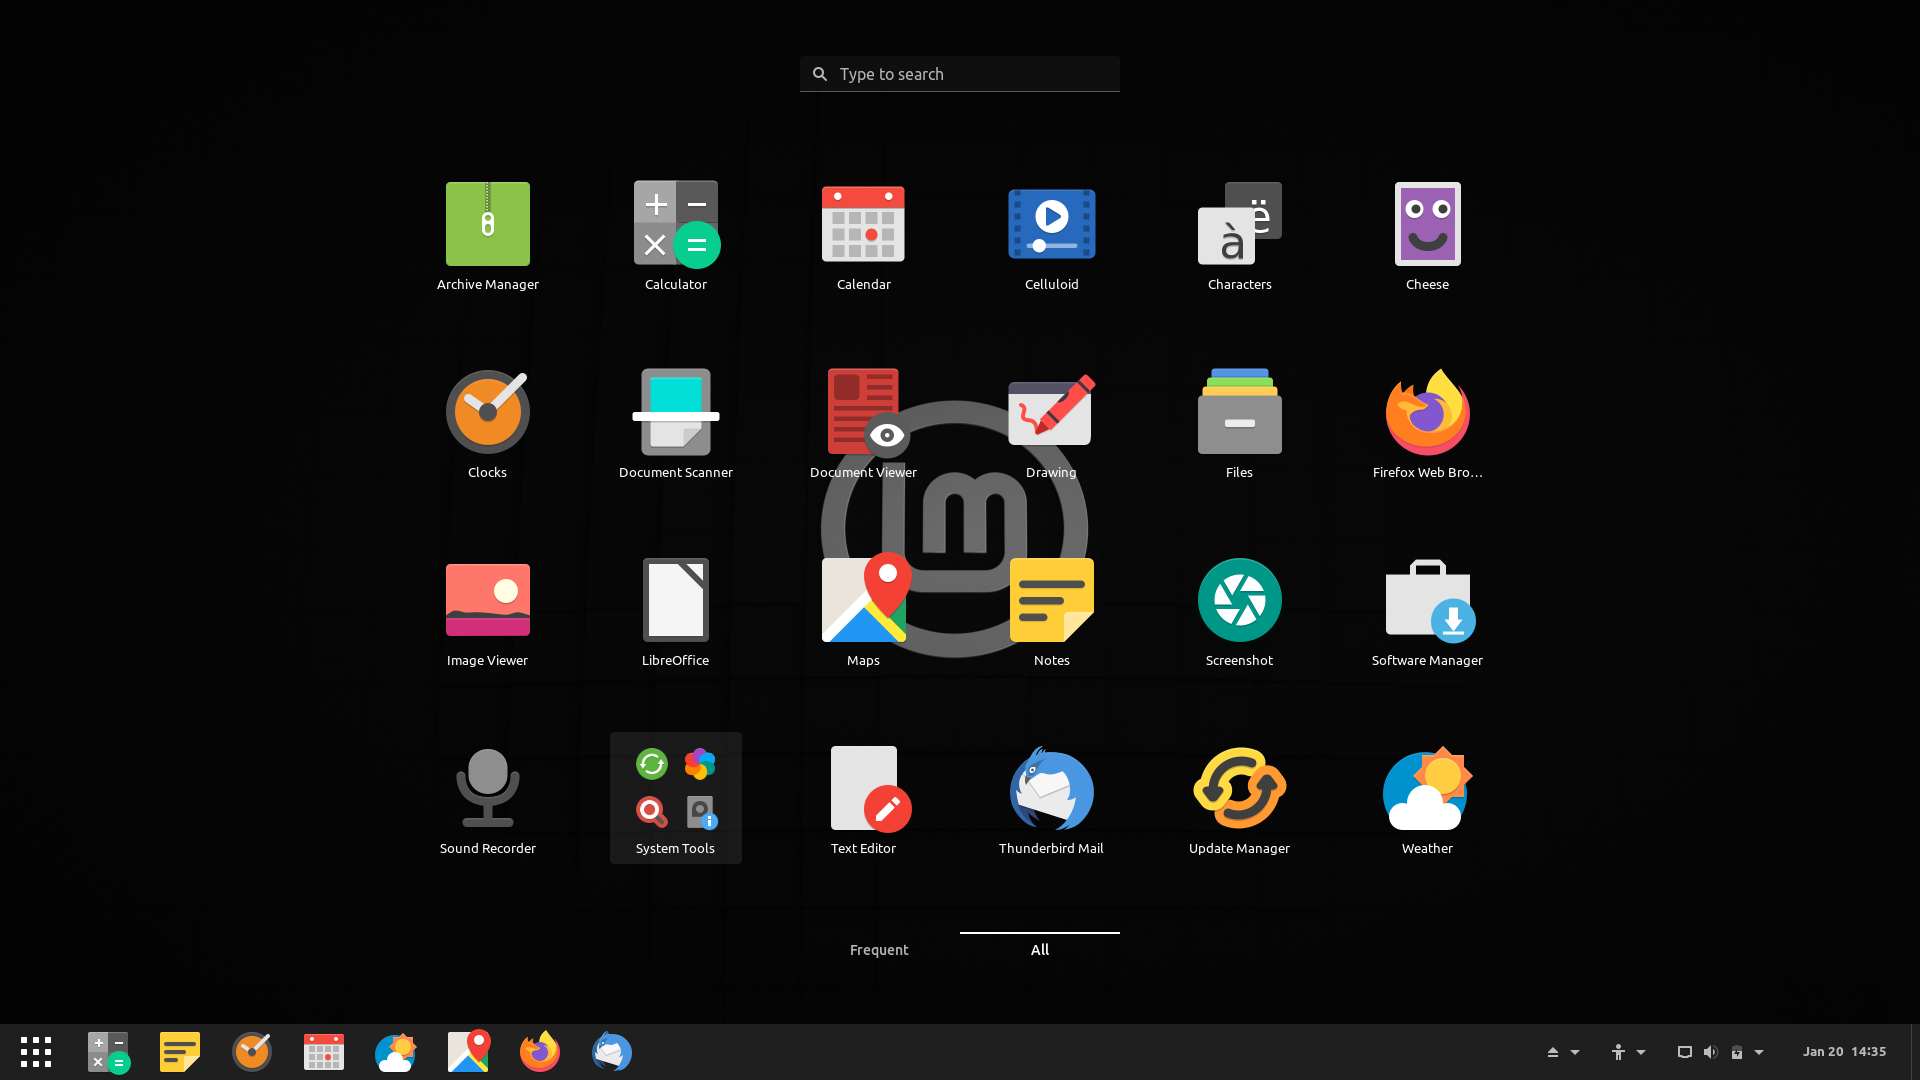 Type to search
Archive Manager
Calculator
Calendar
Celluloid
Characters
Cheese
Clocks
Document Scanner
Document Viewer
Drawing
Files
Firefox Web Bro…
Image Viewer
LibreOffice
Maps
Notes
Screenshot
Software Manager
Sound Recorder
System Tools
Text Editor
Thunderbird Mail
Update Manager
Weather
Frequent
All
Jan 20 14:35